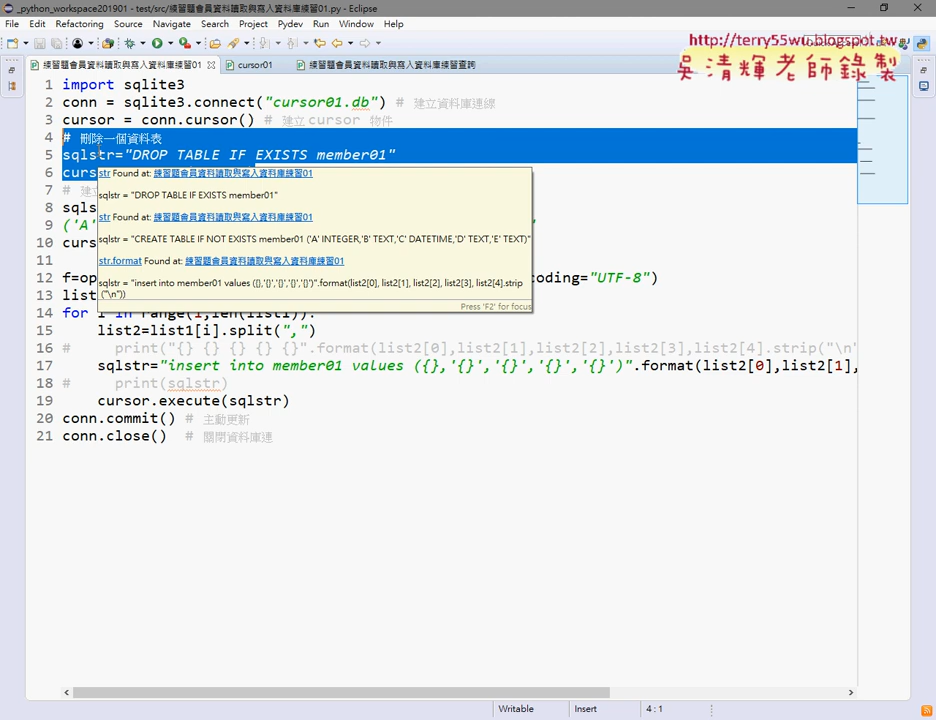 _python_workspace201901 - test/src/練習題會員資料讀取與寫入資料庫練習01.py - Eclipse
File Edit Refactoring Source Navigate Search Project Pydev Run Window Help
http://terry55wu.blogspot.tw
吳清輝老師錄製
練習題會員資料讀取與寫入資料庫練習01
cursor01
練習題會員資料讀取與寫入資料庫練習查詢
1 import sqlite3
2 conn = sqlite3.connect("cursor01.db") # 建立資料庫連線
3 cursor = conn.cursor() # 建立 cursor 物件
4 # 刪除一個資料表
5 sqlstr="DROP TABLE IF EXISTS member01"
6 curs
str Found at: 練習題會員資料讀取與寫入資料庫練習01
sqlstr = "DROP TABLE IF EXISTS member01"
str Found at: 練習題會員資料讀取與寫入資料庫練習01
sqlstr = "CREATE TABLE IF NOT EXISTS member01 ('A' INTEGER,'B' TEXT,'C' DATETIME,'D' TEXT,'E' TEXT)"
str.format Found at: 練習題會員資料讀取與寫入資料庫練習01
sqlstr = "insert into member01 values ({},'{}','{}','{}','{}')".format(list2[0], list2[1], list2[2], list2[3], list2[4].strip
("\n"))
Press 'F2' for focus
7 # 建
8 sqls
9 ('A'
10 curs
11
12 f=op oding="UTF-8")
13 list
14 for i in range(1,len(list1)):
15 list2=list1[i].split(",")
16 # print("{} {} {} {} {}".format(list2[0],list2[1],list2[2],list2[3],list2[4].strip("\n"
17 sqlstr="insert into member01 values ({},'{}','{}','{}','{}')".format(list2[0],list2[1],
18 # print(sqlstr)
19 cursor.execute(sqlstr)
20 conn.commit() # 主動更新
21 conn.close() # 關閉資料庫連
Writable Insert 4 : 1